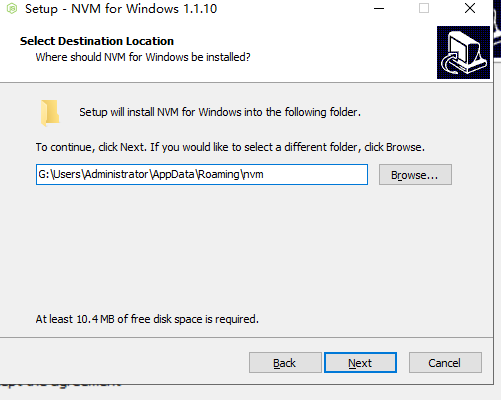 Setup - NVM for Windows 1.1.10
Select Destination Location
Where should NVM for Windows be installed?
Setup will install NVM for Windows into the following folder.
To continue, click Next. If you would like to select a different folder, click Browse.
G:\Users\Administrator\AppData\Roaming\nvm
Browse...
At least 10.4 MB of free disk space is required.
Back
Next
Cancel
ept the agreement